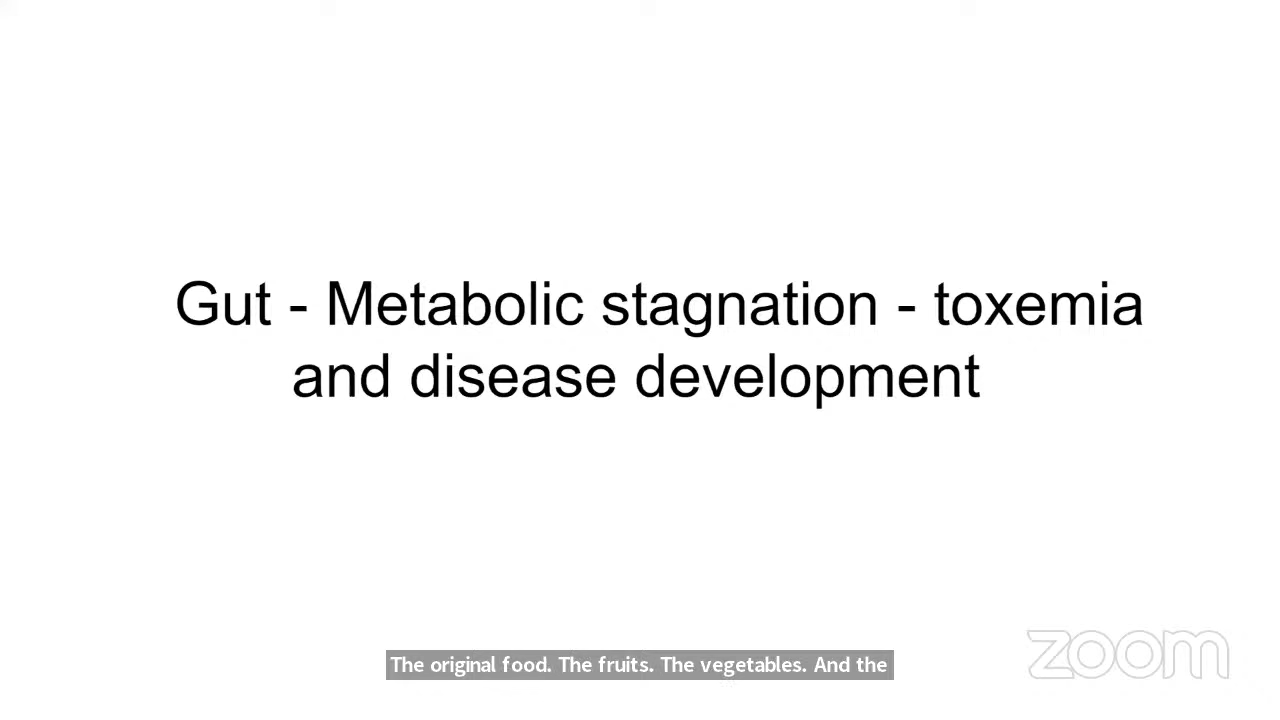 Gut - Metabolic stagnation - toxemia
and disease development
The original food. The fruits. The vegetables. And the
zoom